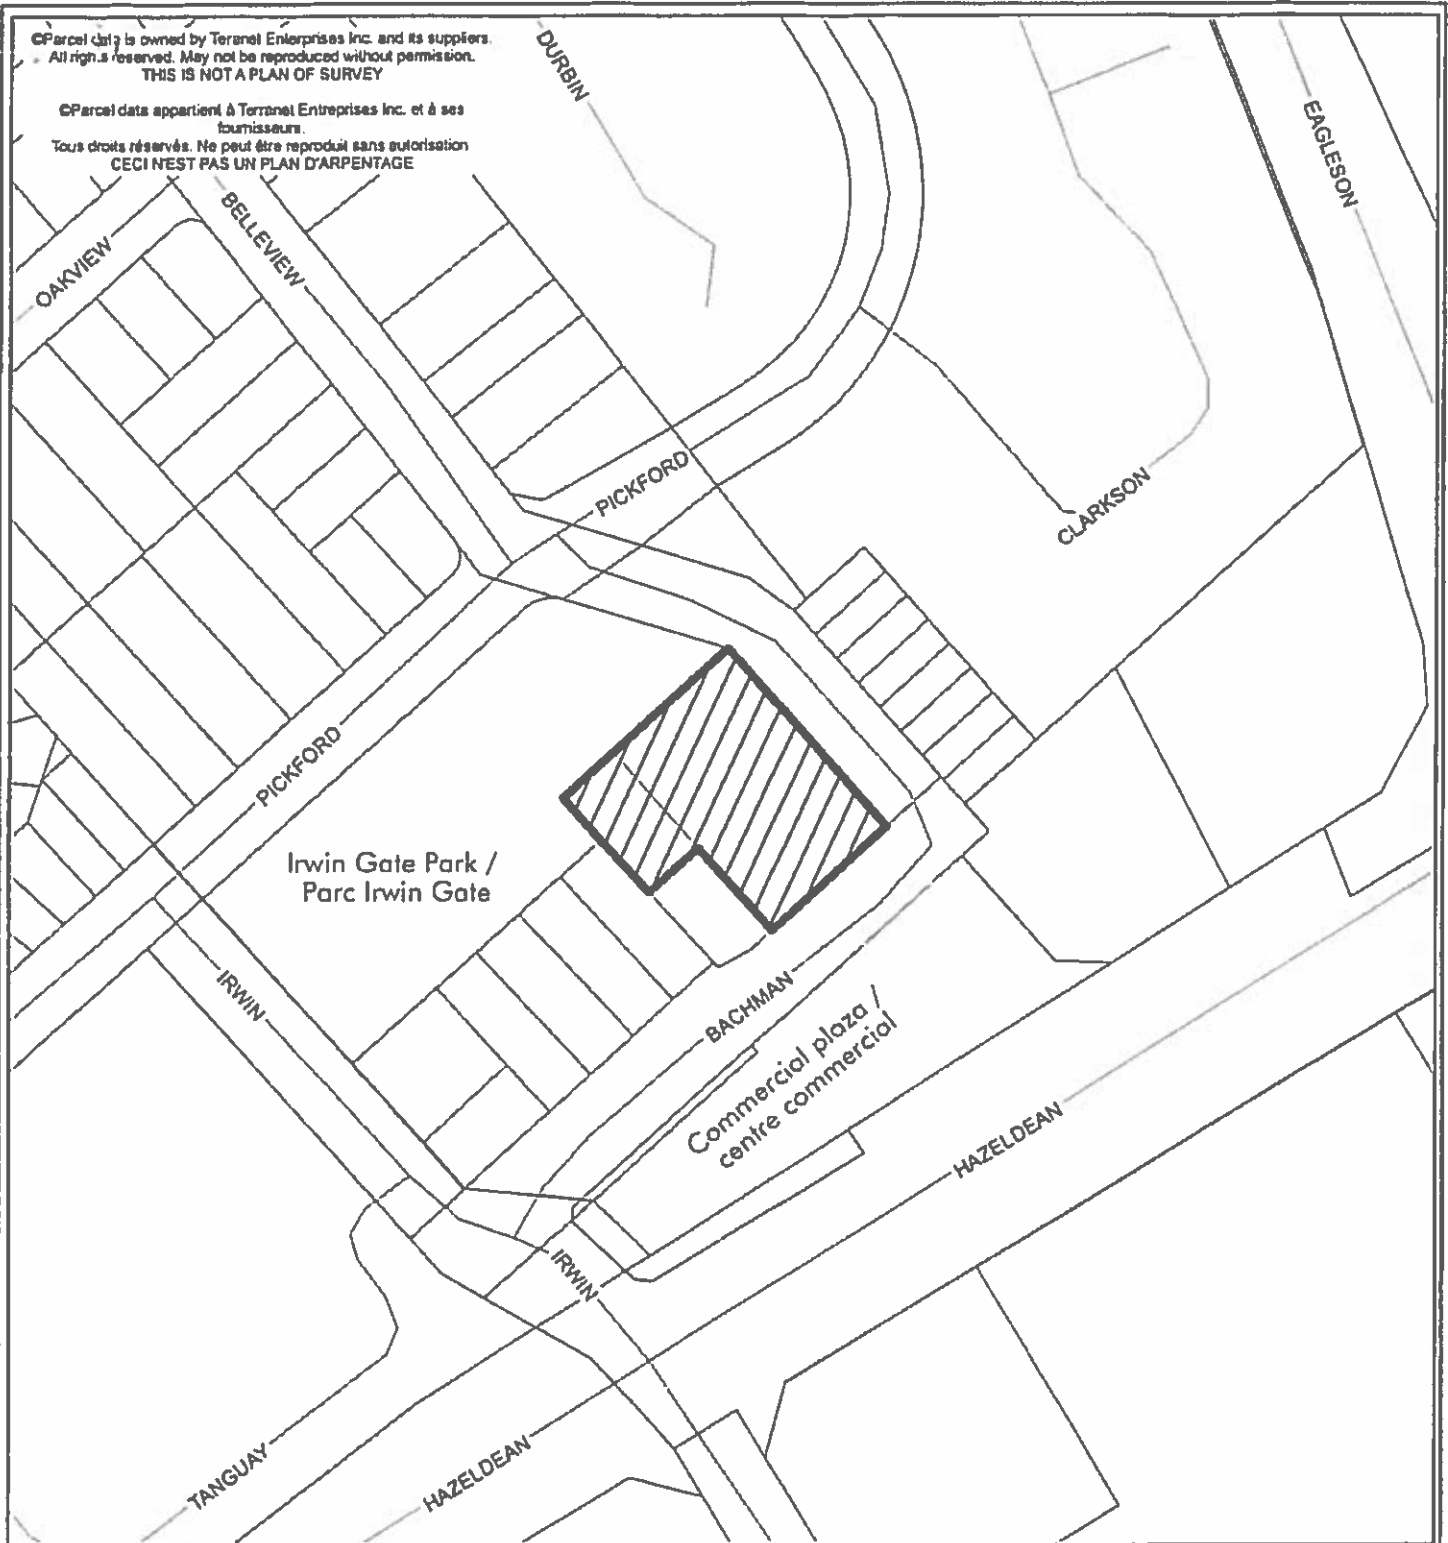 ©Parcel data is owned by Teranet Enterprises Inc. and its suppliers.
All rights reserved. May not be reproduced without permission.
THIS IS NOT A PLAN OF SURVEY
©Parcel data appartient à Terranet Entreprises Inc. et à ses
fournisseurs.
Tous droits réservés. Ne peut être reproduit sans autorisation
CECI N'EST PAS UN PLAN D'ARPENTAGE
DURBIN
EAGLESON
BELLEVIEW
OAKVIEW
PICKFORD
CLARKSON
PICKFORD
Irwin Gate Park /
Parc Irwin Gate
IRWIN
BACHMAN
Commercial plaza /
centre commercial
HAZELDEAN
IRWIN
TANGUAY
HAZELDEAN